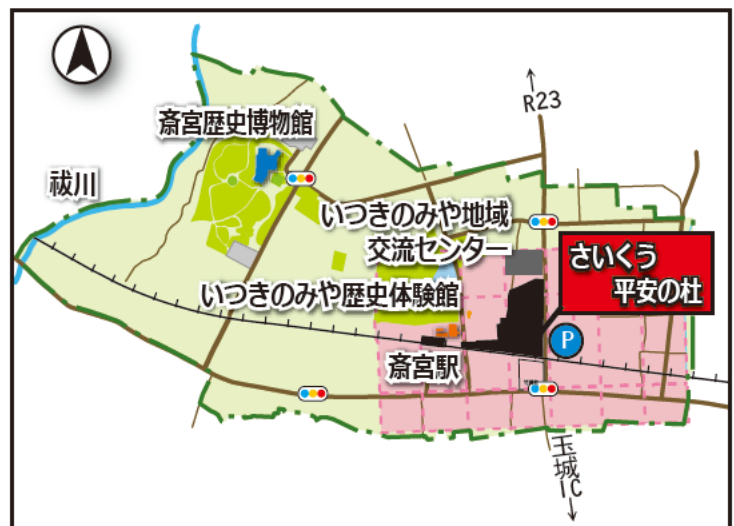 R23
斎宮歴史博物館
祓川
いつきのみや地域
交流センター
さいくう
平安の杜
いつきのみや歴史体験館
P
斎宮駅
玉城IC